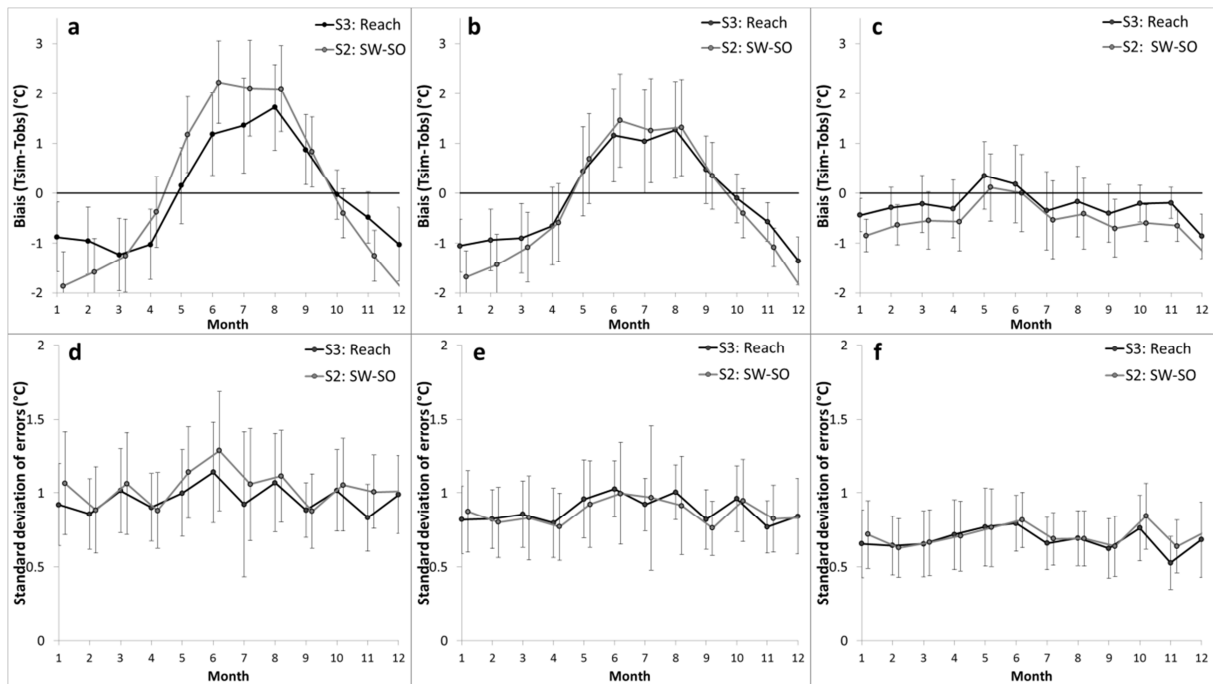 a
S3: Reach
S2: SW-SO
Biais (Tsim-Tobs) (°C)
3
2
1
0
-1
-2
1 2 3 4 5 6 7 8 9 10 11 12
Month
b
S3: Reach
S2: SW-SO
Biais (Tsim-Tobs) (°C)
3
2
1
0
-1
-2
1 2 3 4 5 6 7 8 9 10 11 12
Month
c
S3: Reach
S2: SW-SO
Biais (Tsim-Tobs) (°C)
3
2
1
0
-1
-2
1 2 3 4 5 6 7 8 9 10 11 12
Month
d
S3: Reach
S2: SW-SO
Standard deviation of errors (°C)
2
1.5
1
0.5
0
1 2 3 4 5 6 7 8 9 10 11 12
Month
e
S3: Reach
S2: SW-SO
Standard deviation of errors (°C)
2
1.5
1
0.5
0
1 2 3 4 5 6 7 8 9 10 11 12
Month
f
S3: Reach
S2: SW-SO
Standard deviation of errors (°C)
2
1.5
1
0.5
0
1 2 3 4 5 6 7 8 9 10 11 12
Month